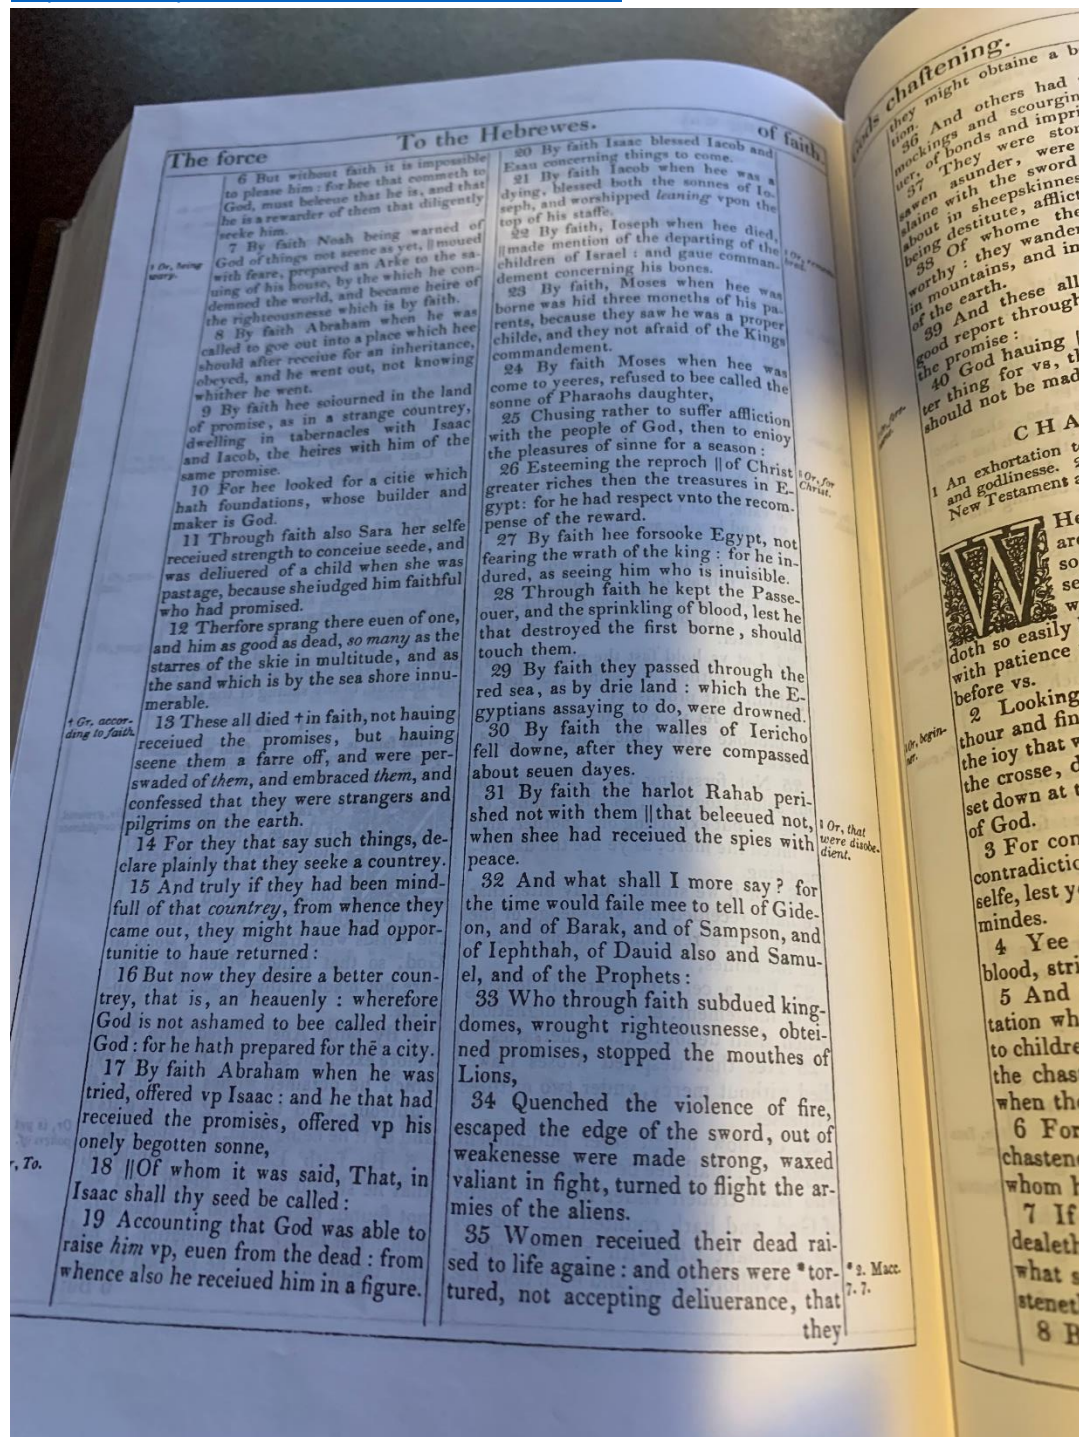 The force To the Hebrewes. of faith.
6 But without faith it is impossible
to please him : for hee that commeth to
God, must beleeue that he is, and that
he is a rewarder of them that diligently
seeke him.
7 By faith Noah being warned of
God of things not seene as yet, || moued
with feare, prepared an Arke to the sa-
uing of his house, by the which he con-
demned the world, and became heire of
the righteousnesse which is by faith.
8 By faith Abraham when he was
called to goe out into a place which hee
should after receiue for an inheritance,
obeyed, and he went out, not knowing
whither he went.
9 By faith hee soiourned in the land
of promise, as in a strange countrey,
dwelling in tabernacles with Isaac
and Iacob, the heires with him of the
same promise.
10 For hee looked for a citie which
hath foundations, whose builder and
maker is God.
11 Through faith also Sara her selfe
receiued strength to conceiue seede, and
was deliuered of a child when she was
past age, because she iudged him faithful
who had promised.
12 Therfore sprang there euen of one,
and him as good as dead, so many as the
starres of the skie in multitude, and as
the sand which is by the sea shore innu-
merable.
13 These all died †in faith, not hauing
receiued the promises, but hauing
seene them a farre off, and were per-
swaded of them, and embraced them, and
confessed that they were strangers and
pilgrims on the earth.
14 For they that say such things, de-
clare plainly that they seeke a countrey.
15 And truly if they had been mind-
full of that countrey, from whence they
came out, they might haue had oppor-
tunitie to haue returned :
16 But now they desire a better coun-
trey, that is, an heauenly : wherefore
God is not ashamed to bee called their
God : for he hath prepared for thē a city.
17 By faith Abraham when he was
tried, offered vp Isaac : and he that had
receiued the promises, offered vp his
onely begotten sonne,
18 ||Of whom it was said, That, in
Isaac shall thy seed be called :
19 Accounting that God was able to
raise him vp, euen from the dead : from
whence also he receiued him in a figure.
|| Or, being
wary.
† Gr. accor-
ding to faith.
r, To.
20 By faith Isaac blessed Iacob and
Esau concerning things to come.
21 By faith Iacob when hee was a
dying, blessed both the sonnes of Io-
seph, and worshipped leaning vpon the
top of his staffe.
22 By faith, Ioseph when hee died,
|| made mention of the departing of the
children of Israel : and gaue comman-
dement concerning his bones.
23 By faith, Moses when hee was
borne was hid three moneths of his pa-
rents, because they saw he was a proper
childe, and they not afraid of the Kings
commandement.
24 By faith Moses when hee was
come to yeeres, refused to bee called the
sonne of Pharaohs daughter,
25 Chusing rather to suffer affliction
with the people of God, then to enioy
the pleasures of sinne for a season :
26 Esteeming the reproch || of Christ
greater riches then the treasures in E-
gypt: for he had respect vnto the recom-
pense of the reward.
27 By faith hee forsooke Egypt, not
fearing the wrath of the king : for he in-
dured, as seeing him who is inuisible.
28 Through faith he kept the Passe-
ouer, and the sprinkling of blood, lest he
that destroyed the first borne, should
touch them.
29 By faith they passed through the
red sea, as by drie land : which the E-
gyptians assaying to do, were drowned.
30 By faith the walles of Iericho
fell downe, after they were compassed
about seuen dayes.
31 By faith the harlot Rahab peri-
shed not with them || that beleeued not,
when shee had receiued the spies with
peace.
32 And what shall I more say? for
the time would faile mee to tell of Gide-
on, and of Barak, and of Sampson, and
of Iephthah, of Dauid also and Samu-
el, and of the Prophets :
33 Who through faith subdued king-
domes, wrought righteousnesse, obtei-
ned promises, stopped the mouthes of
Lions,
34 Quenched the violence of fire,
escaped the edge of the sword, out of
weakenesse were made strong, waxed
valiant in fight, turned to flight the ar-
mies of the aliens.
35 Women receiued their dead rai-
sed to life againe : and others were *tor-
tured, not accepting deliuerance, that
they
|| Or, for
Christ.
|| Or, that
were disobe-
dient.
* 2. Macc.
7. 7.
Gods chastening.
they might obtaine a b
tion.
36 And others had
mockings and scourgin
uer, of bonds and impri
37 They were ston
sawen asunder, were
slaine with the sword
about in sheepskinnes
being destitute, afflict
38 Of whome the
worthy : they wander
in mountains, and in
of the earth.
39 And these all
good report through
the promise :
40 God hauing
ter thing for vs, th
should not be mad
CHA
1 An exhortation t
and godlinesse. 2
New Testament a
WHe
are
so
se
w
doth so easily
with patience
before vs.
2 Looking
thour and fin
the ioy that w
the crosse, d
set down at t
of God.
3 For con
contradictio
selfe, lest y
mindes.
4 Yee
blood, stri
5 And
tation wh
to childre
the chas
when the
6 For
chastene
whom h
7 If
dealeth
what s
steneth
8 B
|| Or, begin-
ner.